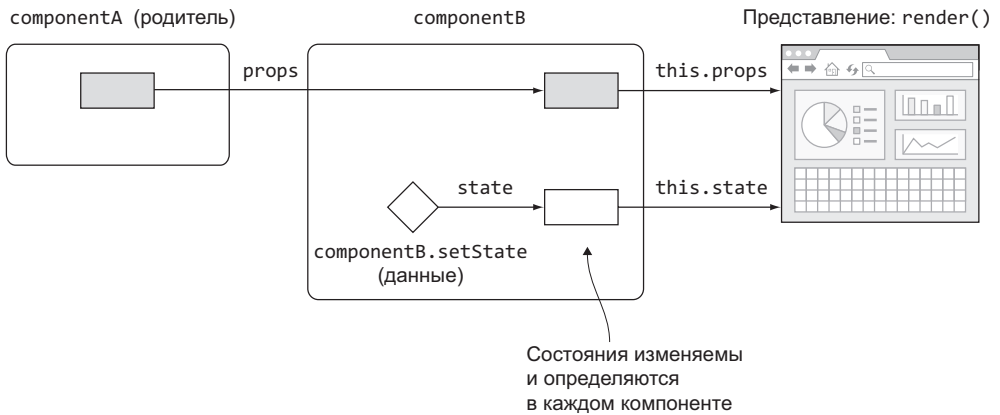 componentA (родитель)
componentB
Представление: render()
props
this.props
state
this.state
componentB.setState
(данные)
Состояния изменяемы
и определяются
в каждом компоненте